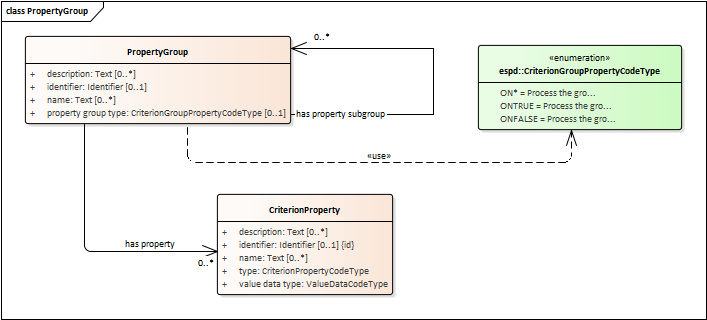 class PropertyGroup
PropertyGroup
+ description: Text [0..*]
+ identifier: Identifier [0..1]
+ name: Text [0..*]
+ property group type: CriterionGroupPropertyCodeType [0..1]
0..*
has property subgroup
«enumeration»
espd::CriterionGroupPropertyCodeType
ON* = Process the gro...
ONTRUE = Process the gro...
ONFALSE = Process the gro...
«use»
has property
0..*
CriterionProperty
+ description: Text [0..*]
+ identifier: Identifier [0..1] {id}
+ name: Text [0..*]
+ type: CriterionPropertyCodeType
+ value data type: ValueDataCodeType